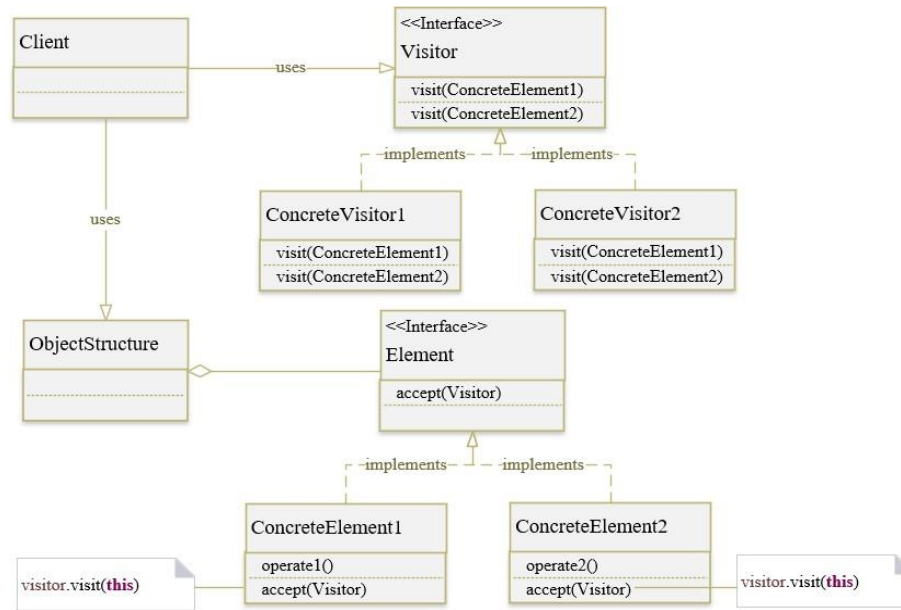 Client
<<Interface>>
Visitor
uses
visit(ConcreteElement1)
visit(ConcreteElement2)
implements
implements
ConcreteVisitor1
visit(ConcreteElement1)
visit(ConcreteElement2)
ConcreteVisitor2
visit(ConcreteElement1)
visit(ConcreteElement2)
uses
ObjectStructure
<<Interface>>
Element
accept(Visitor)
implements
implements
ConcreteElement1
operate1()
accept(Visitor)
ConcreteElement2
operate2()
accept(Visitor)
visitor.visit(this)
visitor.visit(this)